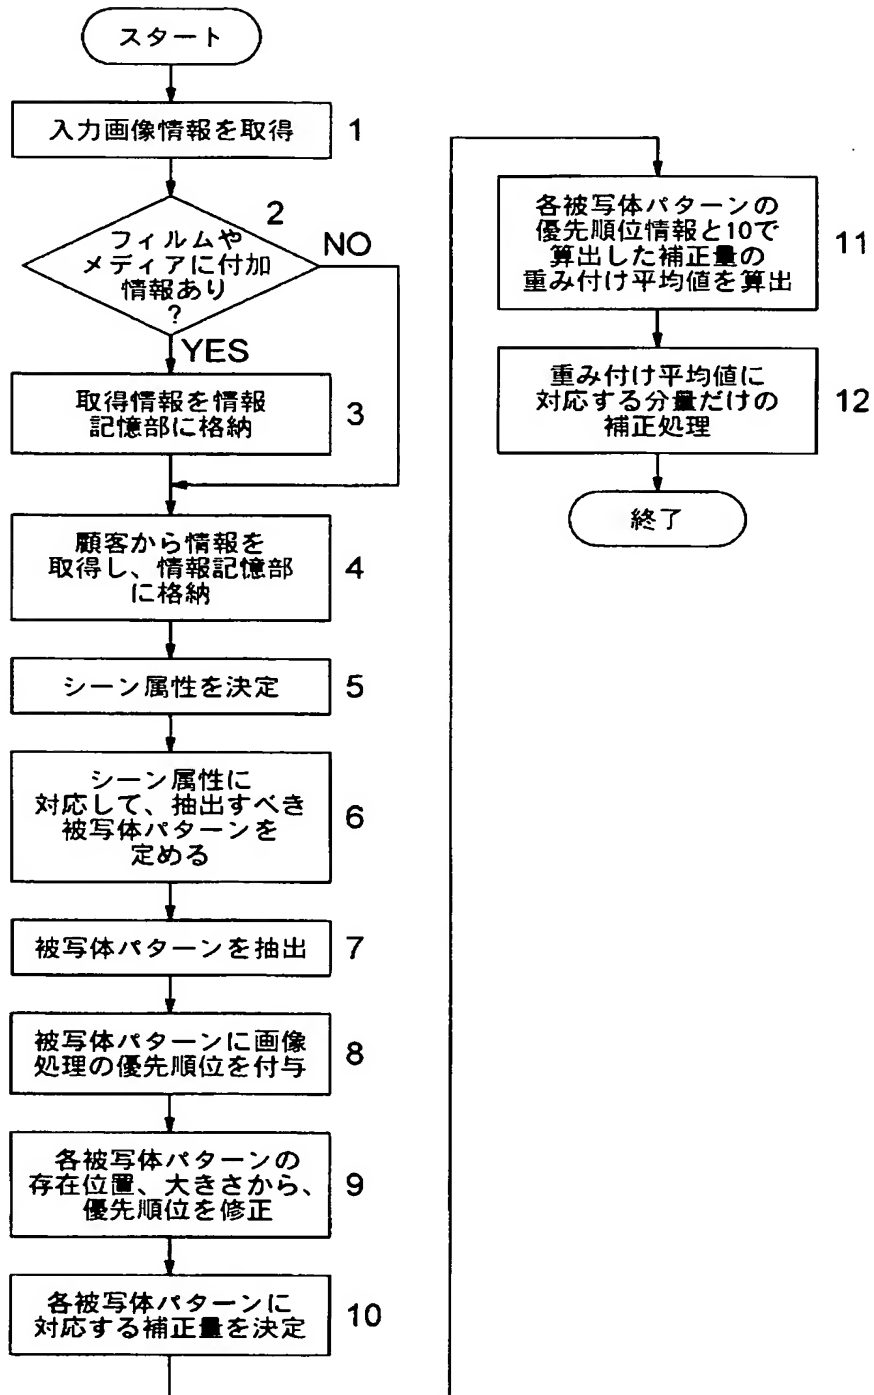 スタート
入力画像情報を取得
1
2
フィルムや
メディアに付加
情報あり
?
NO
YES
取得情報を情報
記憶部に格納
3
顧客から情報を
取得し、情報記憶部
に格納
4
シーン属性を決定
5
シーン属性に
対応して、抽出すべき
被写体パターンを
定める
6
被写体パターンを抽出
7
被写体パターンに画像
処理の優先順位を付与
8
各被写体パターンの
存在位置、大きさから、
優先順位を修正
9
各被写体パターンに
対応する補正量を決定
10
各被写体パターンの
優先順位情報と10で
算出した補正量の
重み付け平均値を算出
11
重み付け平均値に
対応する分量だけの
補正処理
12
終了